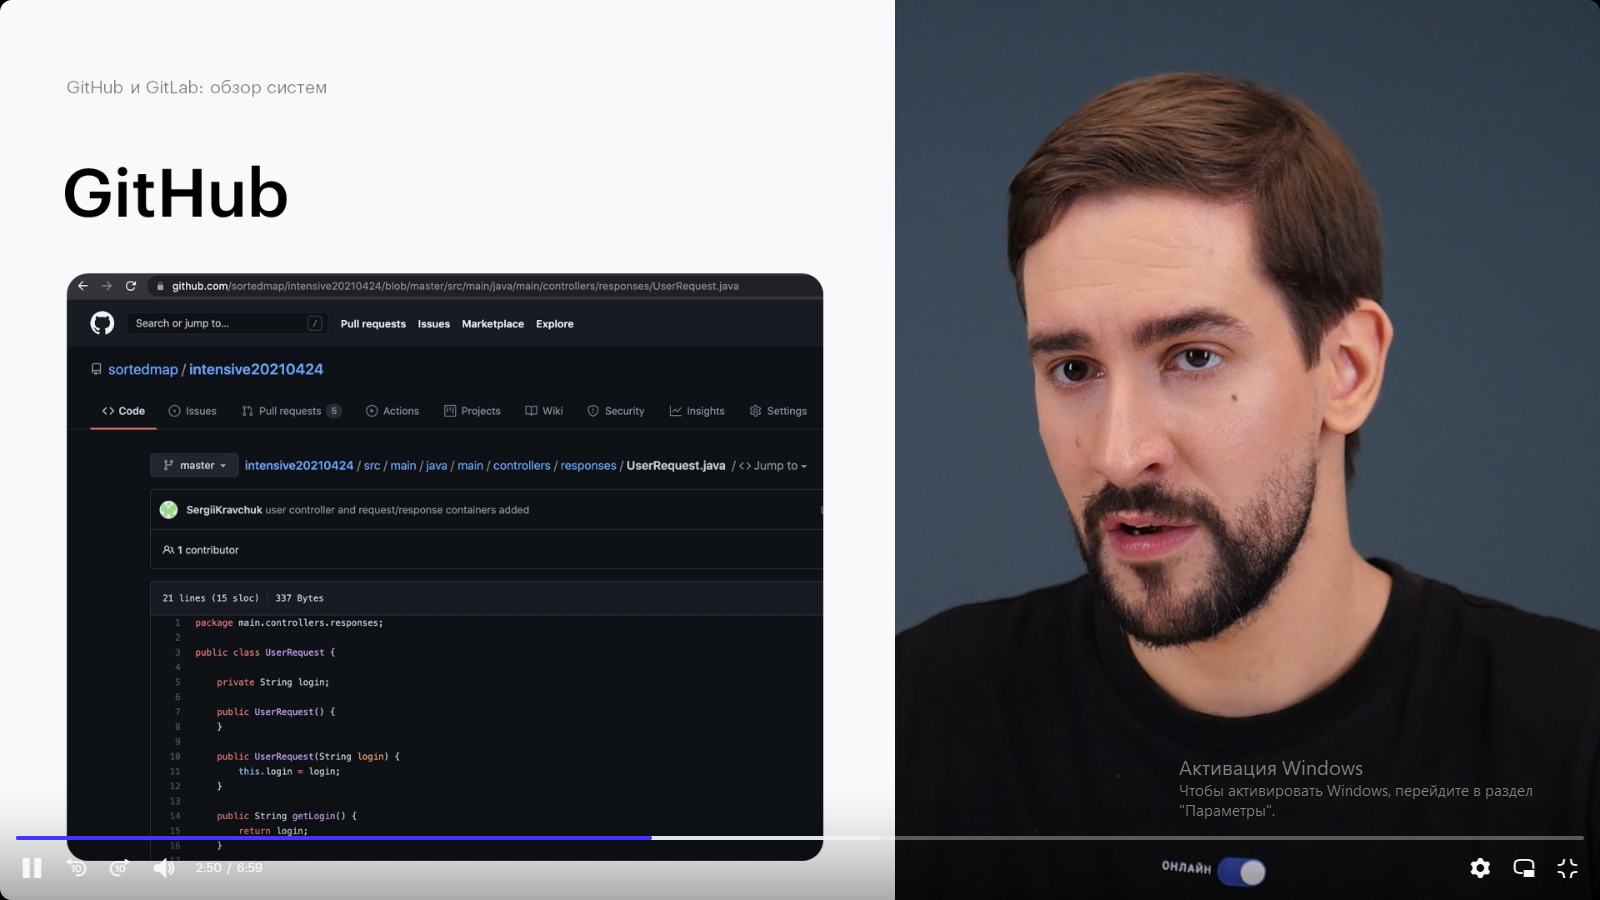 GitHub и GitLab: обзор систем
GitHub
github.com/sortedmap/intensive20210424/blob/master/src/main/java/main/controllers/responses/UserRequest.java
Search or jump to... / Pull requests Issues Marketplace Explore
sortedmap / intensive20210424
<> Code Issues Pull requests 5 Actions Projects Wiki Security Insights Settings
master intensive20210424 / src / main / java / main / controllers / responses / UserRequest.java / <> Jump to
SergiiKravchuk user controller and request/response containers added
1 contributor
21 lines (15 sloc) 337 Bytes
1 package main.controllers.responses;
2
3 public class UserRequest {
4
5 private String login;
6
7 public UserRequest() {
8 }
9
10 public UserRequest(String login) {
11 this.login = login;
12 }
13
14 public String getLogin() {
15 return login;
16 }
Активация Windows
Чтобы активировать Windows, перейдите в раздел
"Параметры".
10 10 2:50 / 6:59
ОНЛАЙН